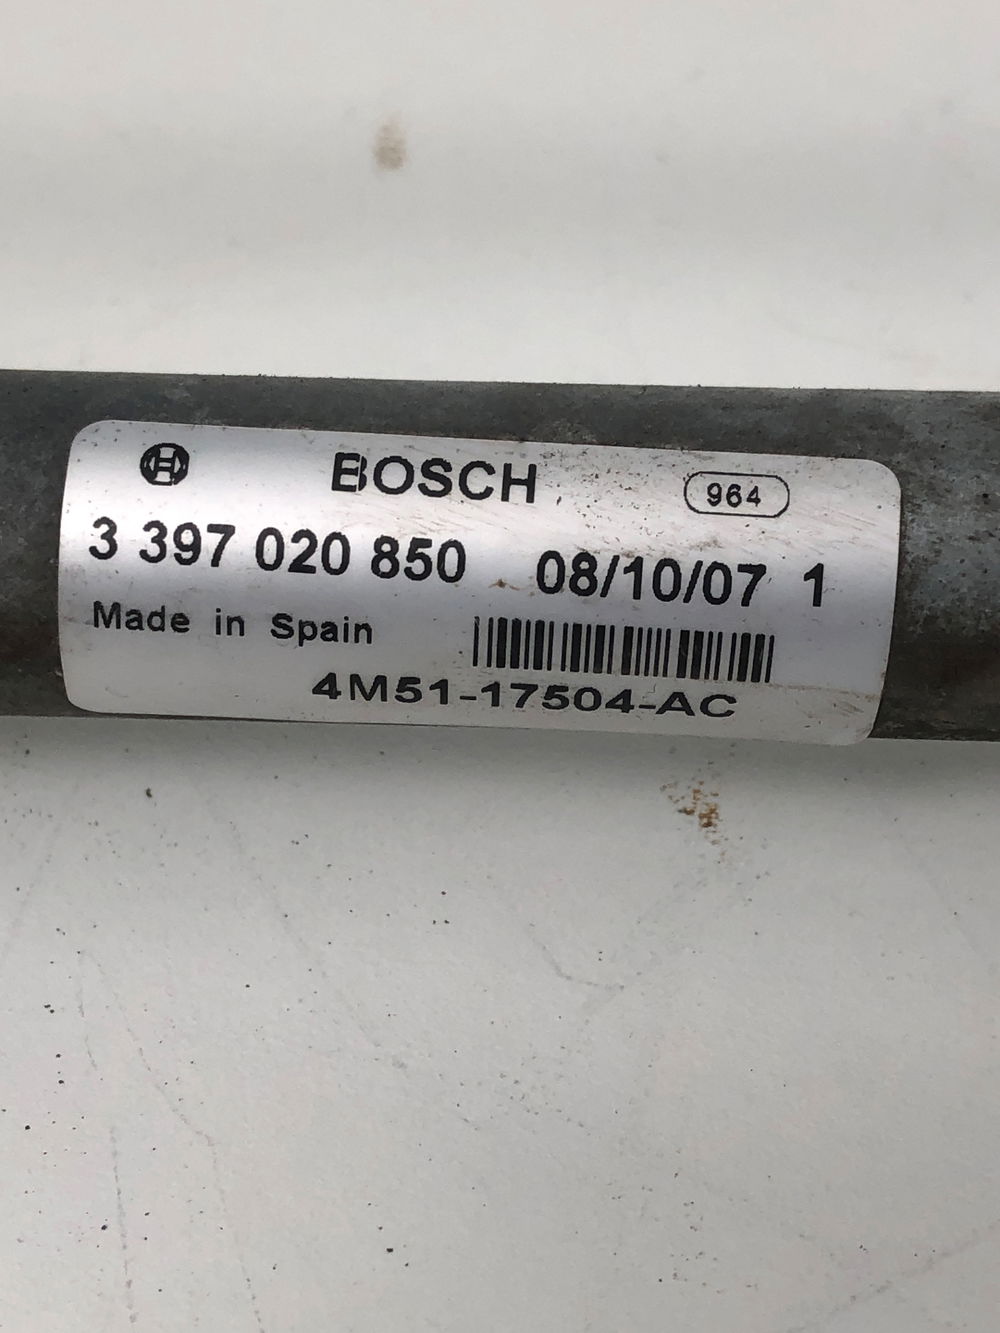 BOSCH 964
3 397 020 850 08/10/07 1
Made in Spain
4M51-17504-AC